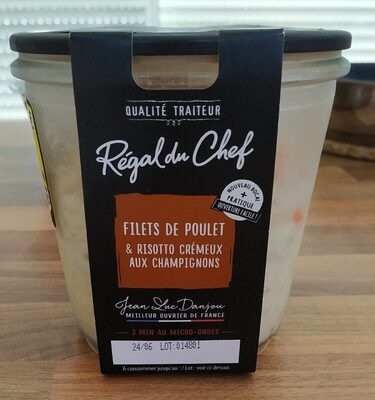 QUALITÉ TRAITEUR
Régal du Chef
NOUVEAU BOCAL
+
PRATIQUE
OUVERTURE FACILE !
FILETS DE POULET
& RISOTTO CRÉMEUX
AUX CHAMPIGNONS
Jean Luc Danjou
MEILLEUR OUVRIER DE FRANCE
3 MIN AU MICRO-ONDES
24/06 LOT:014801
À consommer jusqu'au : / Lot : voir ci-dessus